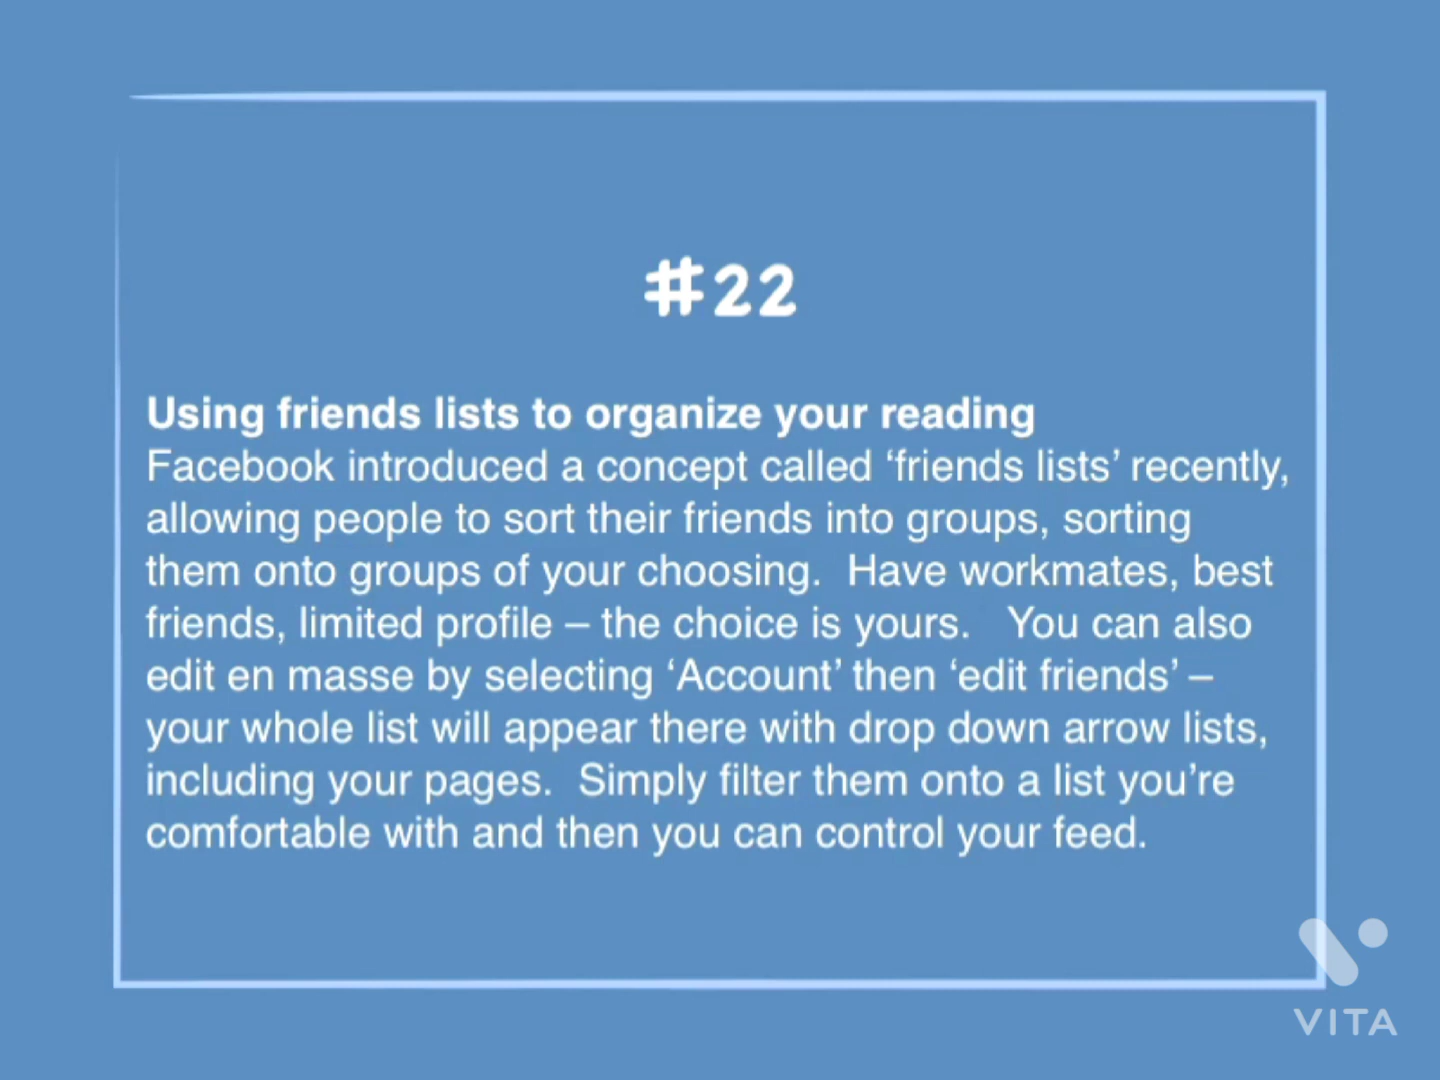 #22
Using friends lists to organize your reading
Facebook introduced a concept called ‘friends lists’ recently,
allowing people to sort their friends into groups, sorting
them onto groups of your choosing.  Have workmates, best
friends, limited profile – the choice is yours.   You can also
edit en masse by selecting ‘Account’ then ‘edit friends’ –
your whole list will appear there with drop down arrow lists,
including your pages.  Simply filter them onto a list you’re
comfortable with and then you can control your feed.
VITA